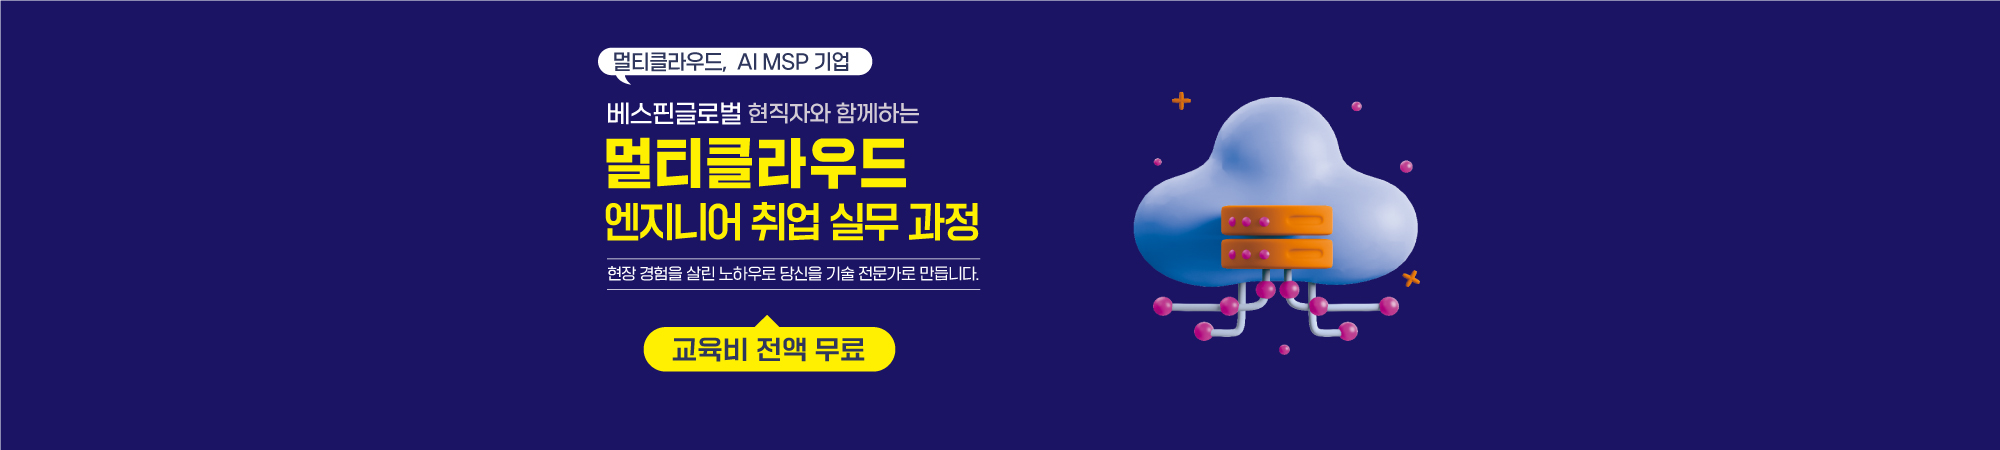 멀티클라우드, AI MSP 기업
베스핀글로벌 현직자와 함께하는
멀티클라우드
엔지니어 취업 실무 과정
현장 경험을 살린 노하우로 당신을 기술 전문가로 만듭니다.
교육비 전액 무료